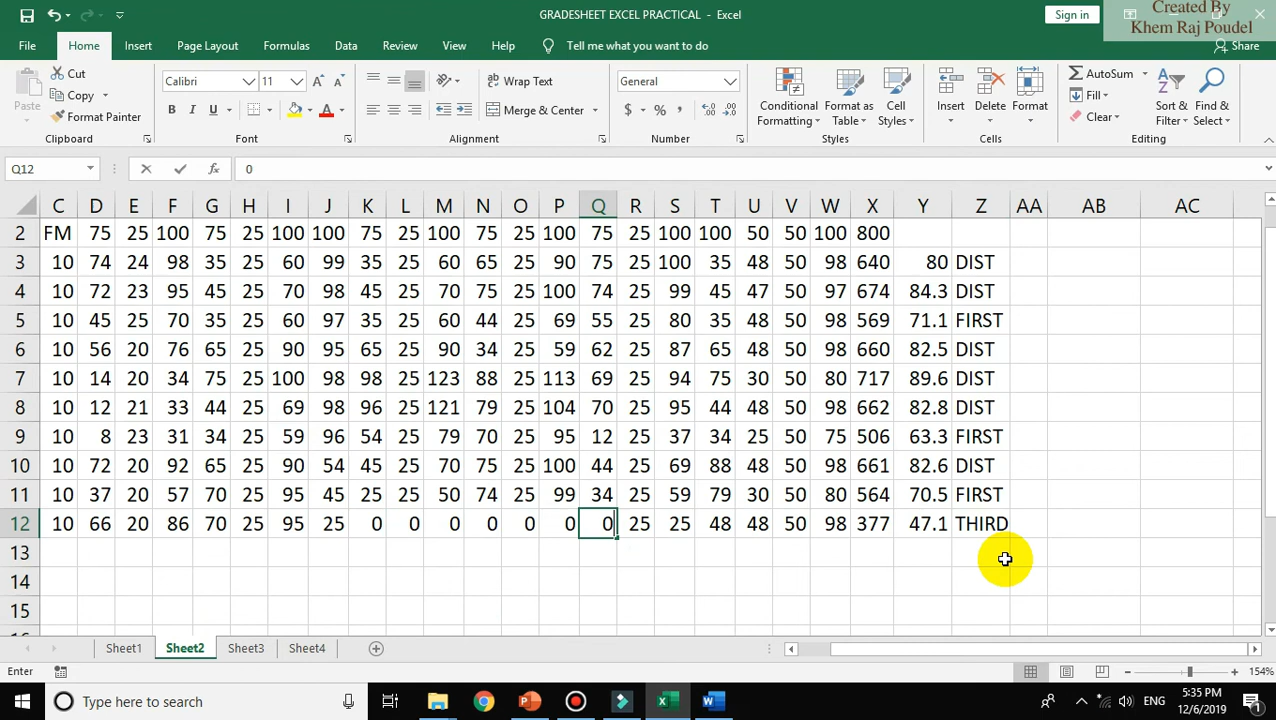 GRADESHEET EXCEL PRACTICAL - Excel
Sign in
Created By
Khem Raj Poudel
File Home Insert Page Layout Formulas Data Review View Help Tell me what you want to do Share
Paste
Cut
Copy
Format Painter
Clipboard
Calibri 11
B I U
Font
Wrap Text
Merge & Center
Alignment
General
$ % ,
Number
Conditional Formatting
Format as Table
Cell Styles
Styles
Insert Delete Format
Cells
AutoSum
Fill
Clear
Sort & Filter
Find & Select
Editing
Q12 fx 0
C D E F G H I J K L M N O P Q R S T U V W X Y Z AA AB AC
2 FM 75 25 100 75 25 100 100 75 25 100 75 25 100 75 25 100 100 50 50 100 800
3 10 74 24 98 35 25 60 99 35 25 60 65 25 90 75 25 100 35 48 50 98 640 80 DIST
4 10 72 23 95 45 25 70 98 45 25 70 75 25 100 74 25 99 45 47 50 97 674 84.3 DIST
5 10 45 25 70 35 25 60 97 35 25 60 44 25 69 55 25 80 35 48 50 98 569 71.1 FIRST
6 10 56 20 76 65 25 90 95 65 25 90 34 25 59 62 25 87 65 48 50 98 660 82.5 DIST
7 10 14 20 34 75 25 100 98 98 25 123 88 25 113 69 25 94 75 30 50 80 717 89.6 DIST
8 10 12 21 33 44 25 69 98 96 25 121 79 25 104 70 25 95 44 48 50 98 662 82.8 DIST
9 10 8 23 31 34 25 59 96 54 25 79 70 25 95 12 25 37 34 25 50 75 506 63.3 FIRST
10 10 72 20 92 65 25 90 54 45 25 70 75 25 100 44 25 69 88 48 50 98 661 82.6 DIST
11 10 37 20 57 70 25 95 45 25 25 50 74 25 99 34 25 59 79 30 50 80 564 70.5 FIRST
12 10 66 20 86 70 25 95 25 0 0 0 0 0 0 0 25 25 48 48 50 98 377 47.1 THIRD
13
14
15
Sheet1 Sheet2 Sheet3 Sheet4
Enter 154%
Type here to search
ENG
5:35 PM
12/6/2019
1